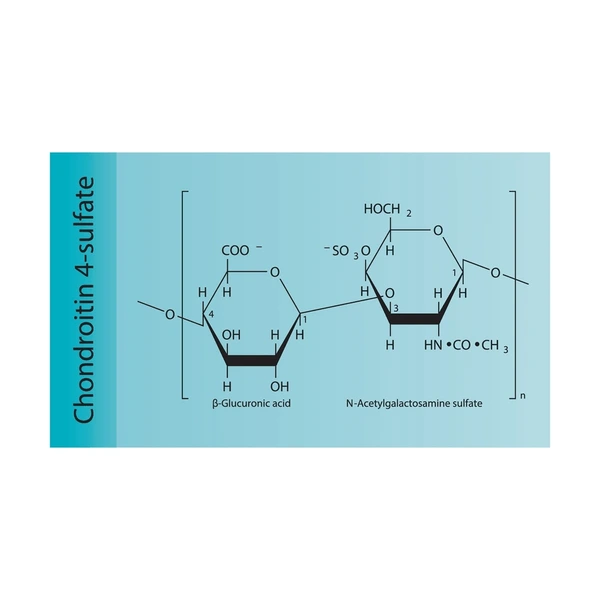 Chondroitin 4-sulfate
HOCH 2
O
H
⁻SO 3 O
COO ⁻
O
H
H
1
O
H
H
4
O
H
H
O
3
1
H
OH
H
H
HN •CO •CH 3
H
OH
β-Glucuronic acid
N-Acetylgalactosamine sulfate
n